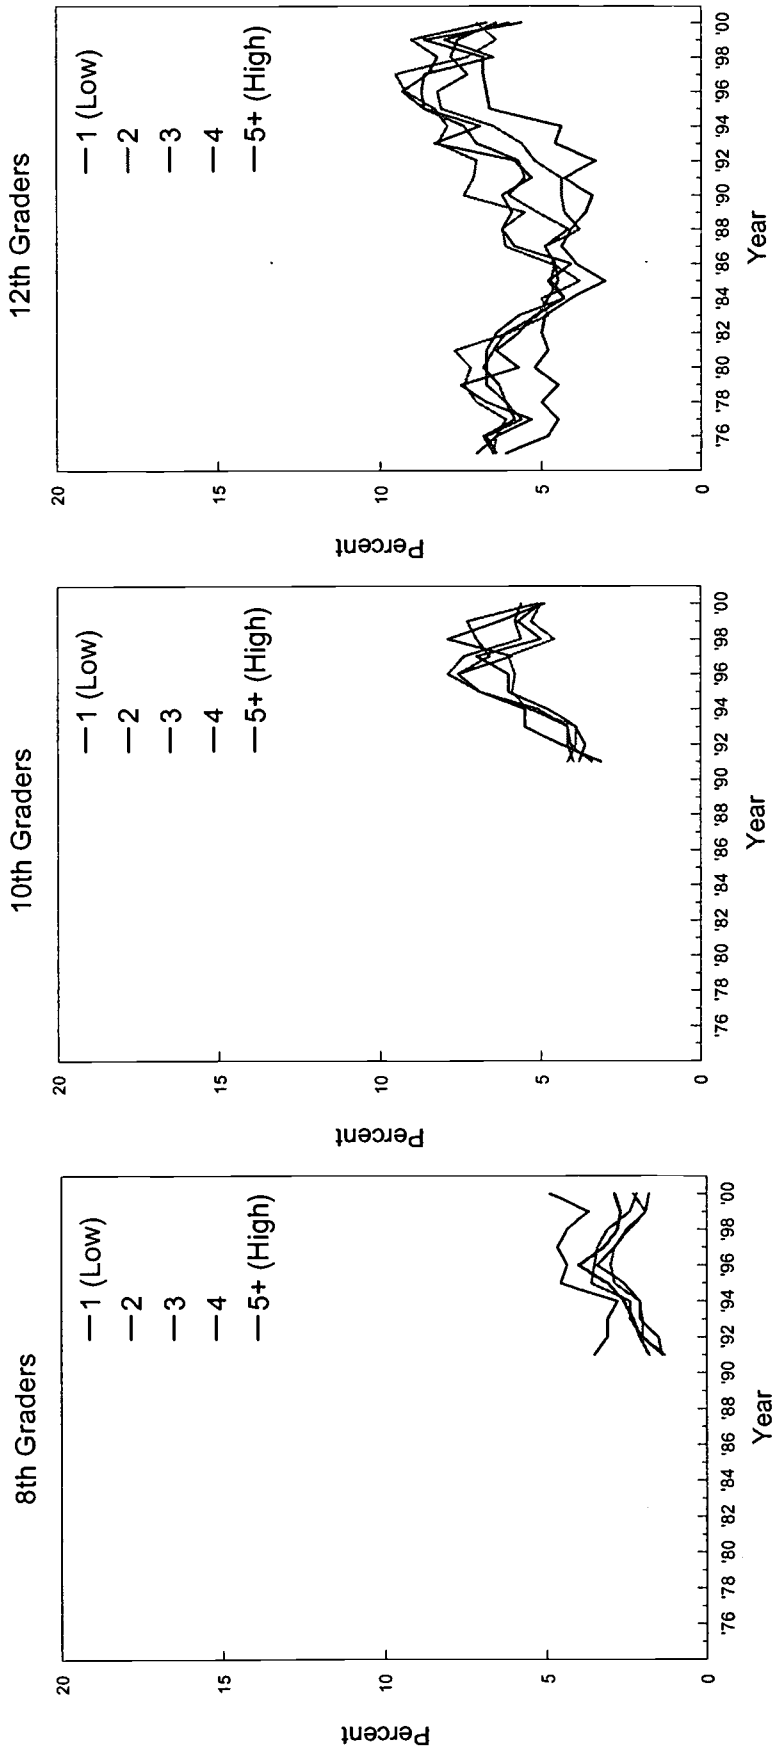 8th Graders
— 1 (Low)
— 2
— 3
— 4
— 5+ (High)
20
15
10
5
0
Percent
'76 '78 '80 '82 '84 '86 '88 '90 '92 '94 '96 '98 '00
Year
10th Graders
— 1 (Low)
— 2
— 3
— 4
— 5+ (High)
20
15
10
5
0
Percent
'76 '78 '80 '82 '84 '86 '88 '90 '92 '94 '96 '98 '00
Year
12th Graders
— 1 (Low)
— 2
— 3
— 4
— 5+ (High)
20
15
10
5
0
Percent
'76 '78 '80 '82 '84 '86 '88 '90 '92 '94 '96 '98 '00
Year